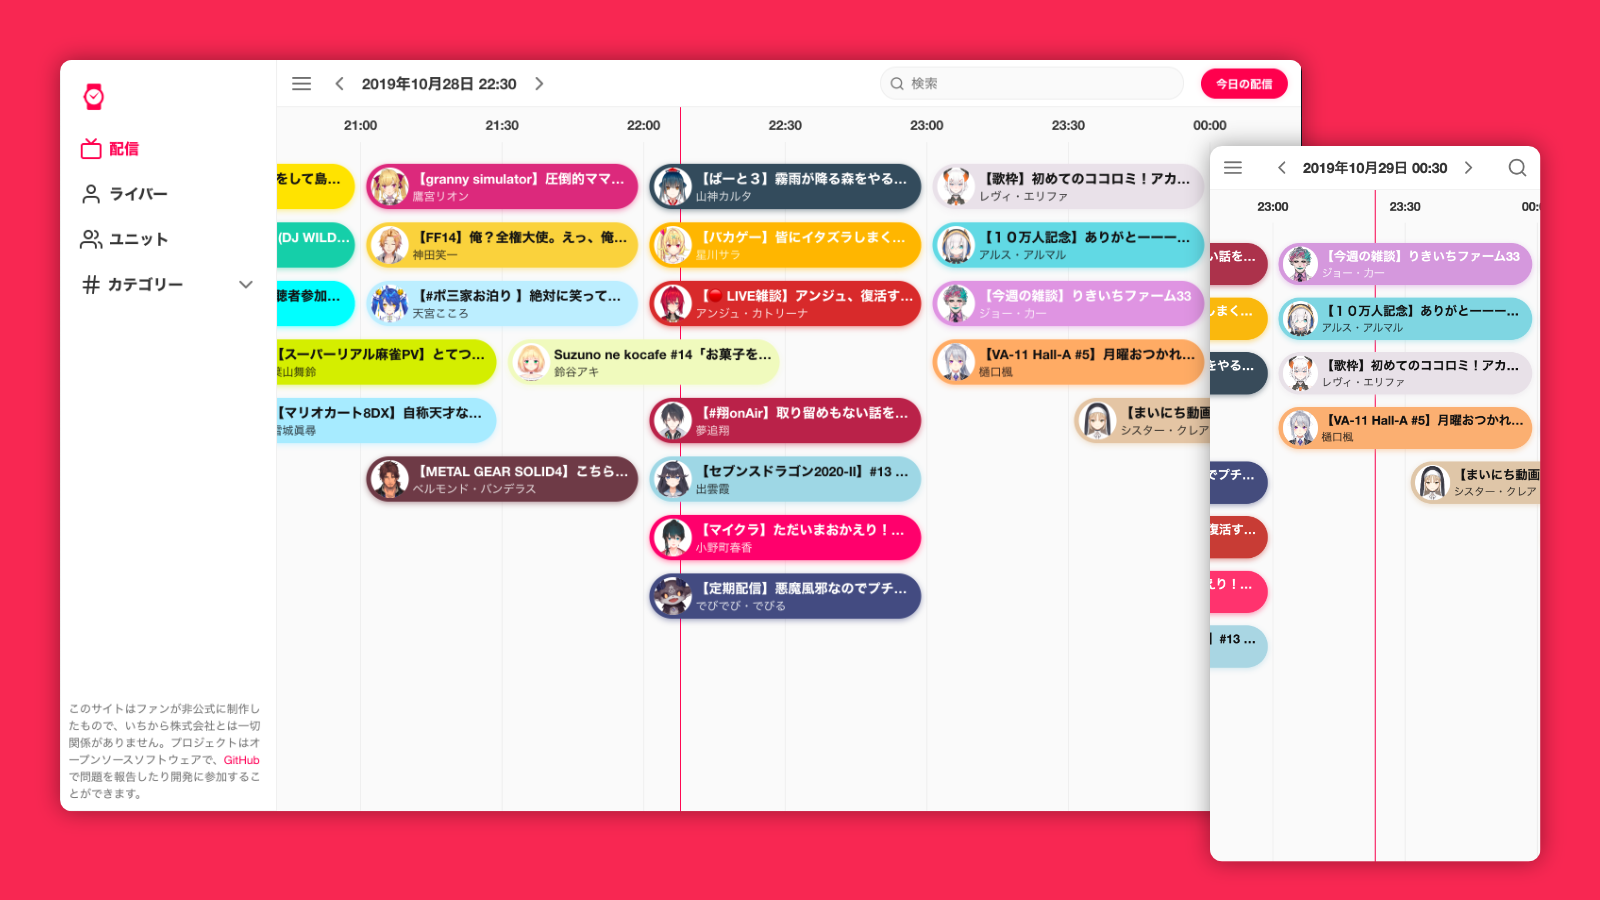 2019年10月28日 22:30
検索
今日の配信
配信
ライバー
ユニット
カテゴリー
このサイトはファンが非公式に制作し
たもので、いちから株式会社とは一切
関係がありません。プロジェクトはオ
ープンソースソフトウェアで、GitHub
で問題を報告したり開発に参加するこ
とができます。
21:00
21:30
22:00
22:30
23:00
23:30
00:00
をして島...
【granny simulator】圧倒的ママ...
鷹宮リオン
【ぱーと３】霧雨が降る森をやる...
山神カルタ
【歌枠】初めてのココロミ！アカ...
レヴィ・エリファ
(DJ WILD...
【FF14】俺？全権大使。えっ、俺...
神田笑一
【バカゲー】皆にイタズラしまく...
星川サラ
【１０万人記念】ありがとーーー...
アルス・アルマル
聴者参加...
【#ポ三家お泊り 】絶対に笑って...
天宮こころ
【🔴 LIVE雑談】アンジュ、復活す...
アンジュ・カトリーナ
【今週の雑談】りきいちファーム33
ジョー・力一
【スーパーリアル麻雀PV】とてつ...
葉山舞鈴
Suzuno ne kocafe #14「お菓子を...
鈴谷アキ
【VA-11 Hall-A #5】月曜おつかれ...
樋口楓
【マリオカート8DX】自称天才な...
雪城眞尋
【#翔onAir】取り留めもない話を...
夢追翔
【まいにち動画
シスター・クレア
【METAL GEAR SOLID4】こちら...
ベルモンド・バンデラス
【セブンスドラゴン2020-II】#13 ...
出雲霞
【マイクラ】ただいまおかえり！...
小野町春香
【定期配信】悪魔風邪なのでプチ...
でびでび・でびる
2019年10月29日 00:30
23:00
23:30
00:
い話を...
【今週の雑談】りきいちファーム33
ジョー・力一
しまく...
【１０万人記念】ありがとーーー...
アルス・アルマル
をやる...
【歌枠】初めてのココロミ！アカ...
レヴィ・エリファ
【VA-11 Hall-A #5】月曜おつかれ...
樋口楓
でプチ...
【まいにち動画
シスター・クレア
復活す...
えり！...
】#13 ...